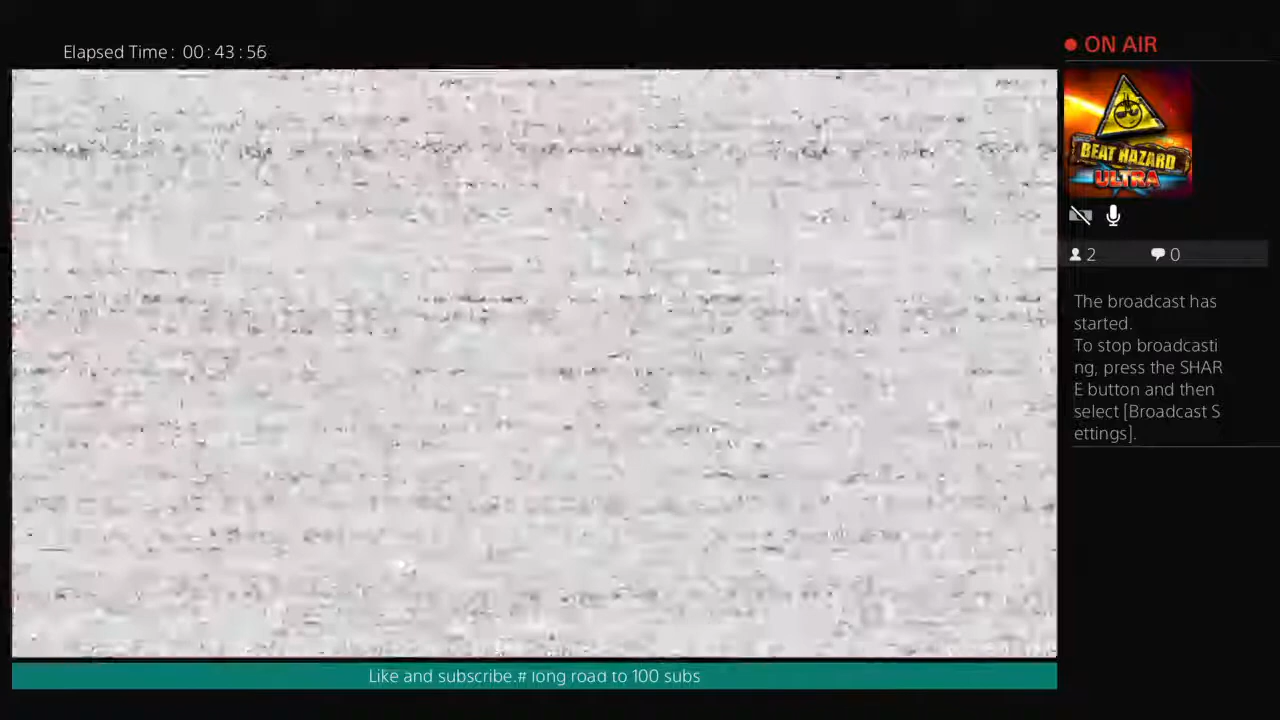 Elapsed Time: 00:43:56
ON AIR
BEAT HAZARD
ULTRA
2
0
The broadcast has
started.
To stop broadcasti
ng, press the SHAR
E button and then
select [Broadcast S
ettings].
Like and subscribe.# long road to 100 subs